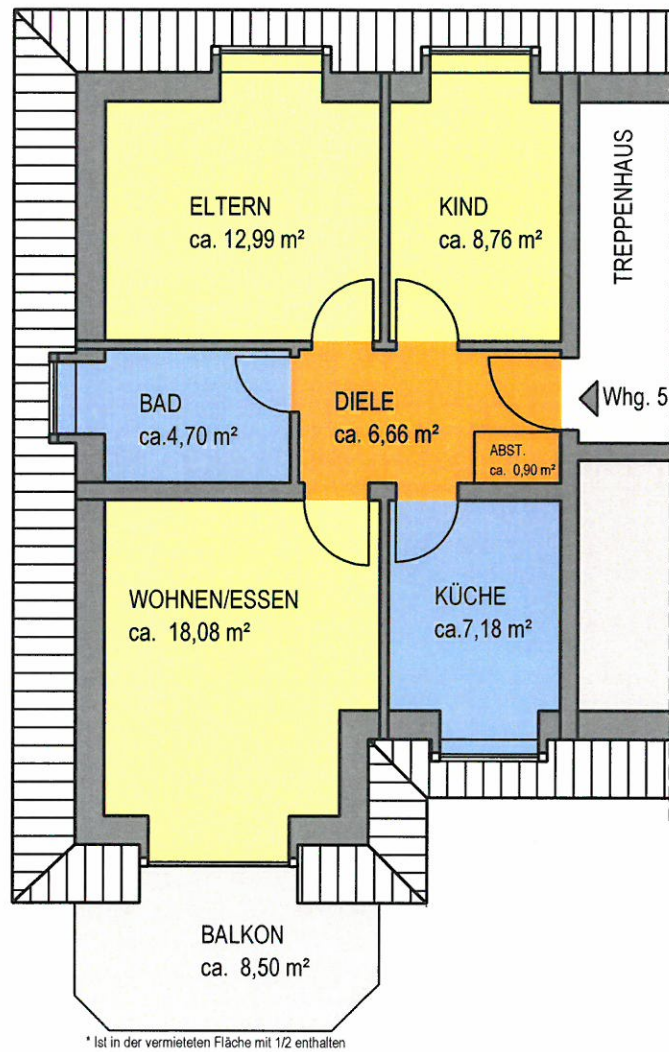 ELTERN
ca. 12,99 m²
KIND
ca. 8,76 m²
TREPPENHAUS
BAD
ca.4,70 m²
DIELE
ca. 6,66 m²
Whg. 5
ABST.
ca. 0,90 m²
WOHNEN/ESSEN
ca. 18,08 m²
KÜCHE
ca.7,18 m²
BALKON
ca. 8,50 m²
* Ist in der vermieteten Fläche mit 1/2 enthalten